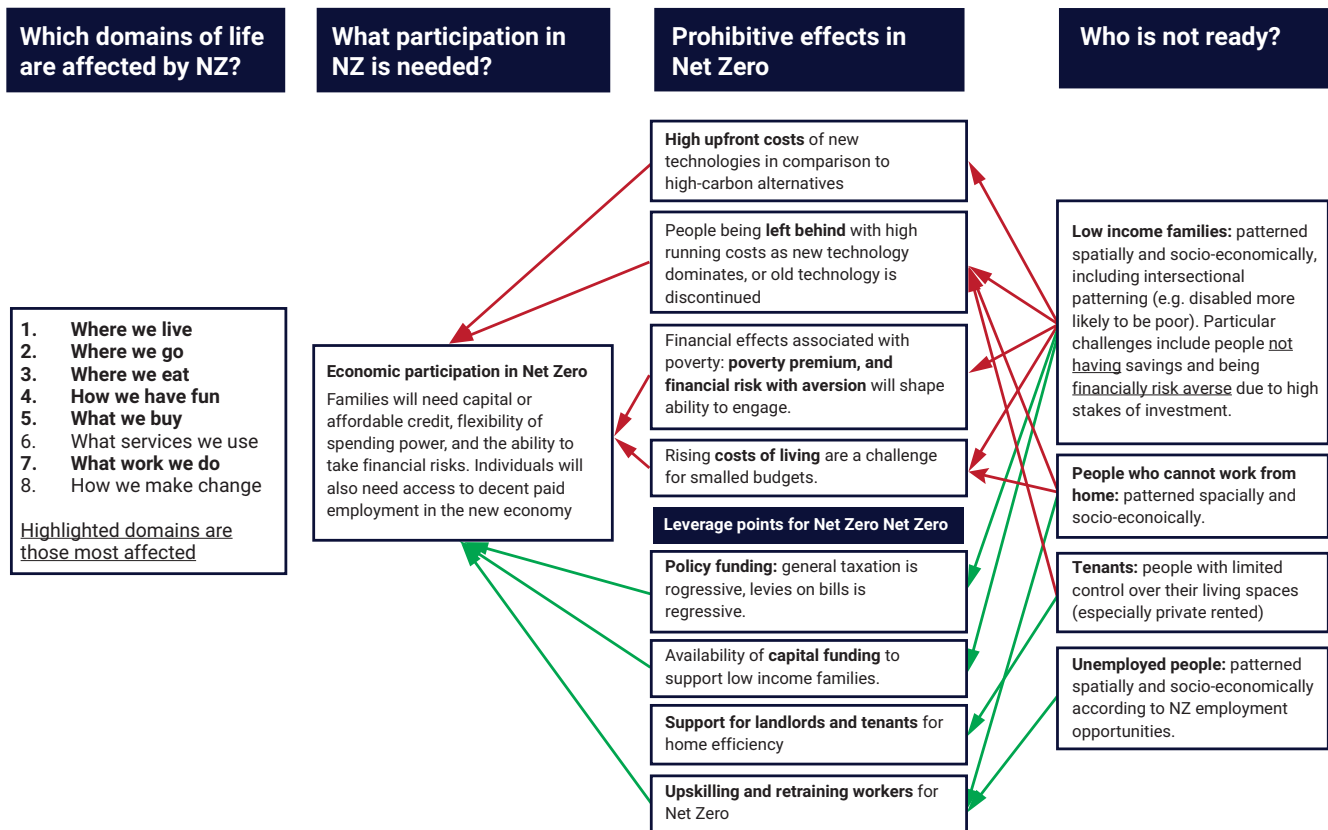 Which domains of life
are affected by NZ?
What participation in
NZ is needed?
Prohibitive effects in
Net Zero
Who is not ready?
1. Where we live
2. Where we go
3. Where we eat
4. How we have fun
5. What we buy
6. What services we use
7. What work we do
8. How we make change
Highlighted domains are
those most affected
Economic participation in Net Zero
Families will need capital or
affordable credit, flexibility of
spending power, and the ability to
take financial risks. Individuals will
also need access to decent paid
employment in the new economy
High upfront costs of new
technologies in comparison to
high-carbon alternatives
People being left behind with high
running costs as new technology
dominates, or old technology is
discontinued
Financial effects associated with
poverty: poverty premium, and
financial risk with aversion will shape
ability to engage.
Rising costs of living are a challenge
for smalled budgets.
Leverage points for Net Zero Net Zero
Policy funding: general taxation is
rogressive, levies on bills is
regressive.
Availability of capital funding to
support low income families.
Support for landlords and tenants for
home efficiency
Upskilling and retraining workers for
Net Zero
Low income families: patterned
spatially and socio-economically,
including intersectional
patterning (e.g. disabled more
likely to be poor). Particular
challenges include people not
having savings and being
financially risk averse due to high
stakes of investment.
People who cannot work from
home: patterned spacially and
socio-econoically.
Tenants: people with limited
control over their living spaces
(especially private rented)
Unemployed people: patterned
spatially and socio-economically
according to NZ employment
opportunities.